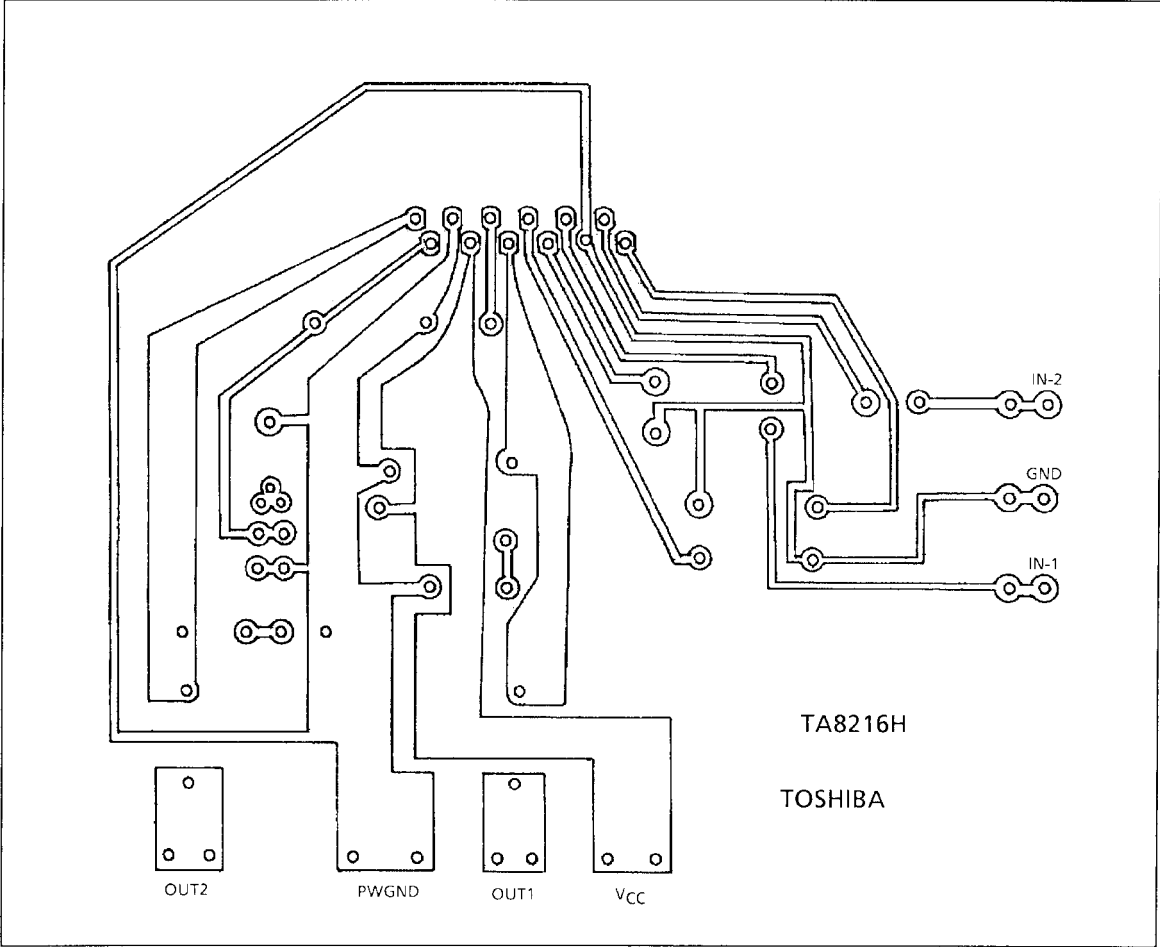 IN-2
GND
IN-1
TA8216H
TOSHIBA
OUT2
PWGND
OUT1
VCC